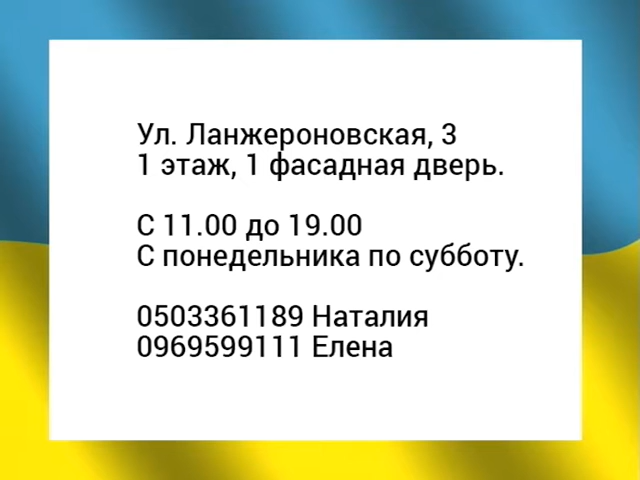 Ул. Ланжероновская, 3
1 этаж, 1 фасадная дверь.
С 11.00 до 19.00
С понедельника по субботу.
0503361189 Наталия
0969599111 Елена